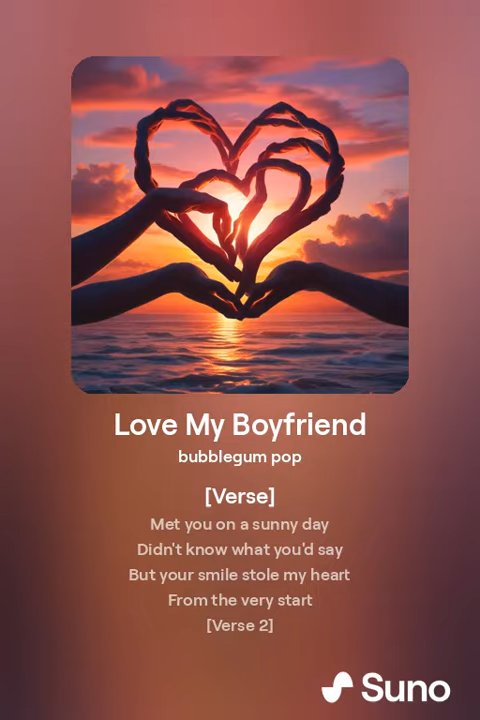 Love My Boyfriend
bubblegum pop
[Verse]
Met you on a sunny day
Didn't know what you'd say
But your smile stole my heart
From the very start
[Verse 2]
Suno